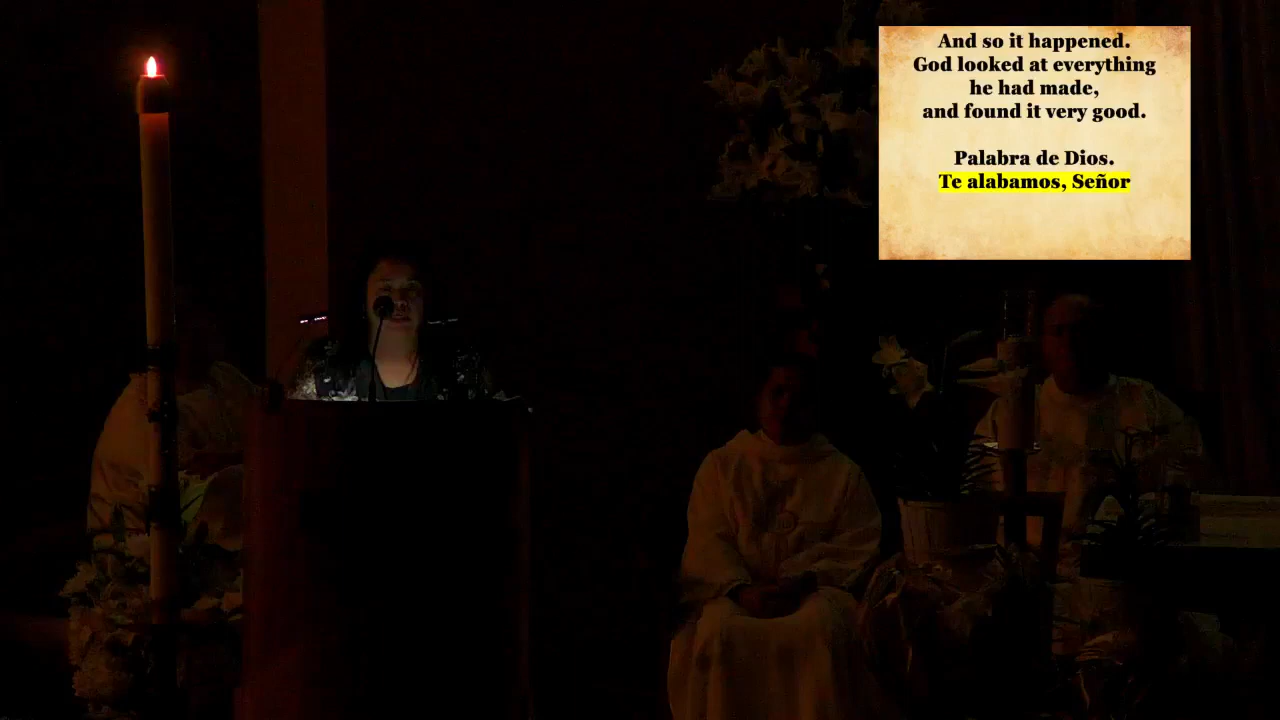 And so it happened.
God looked at everything
he had made,
and found it very good.
Palabra de Dios.
Te alabamos, Señor